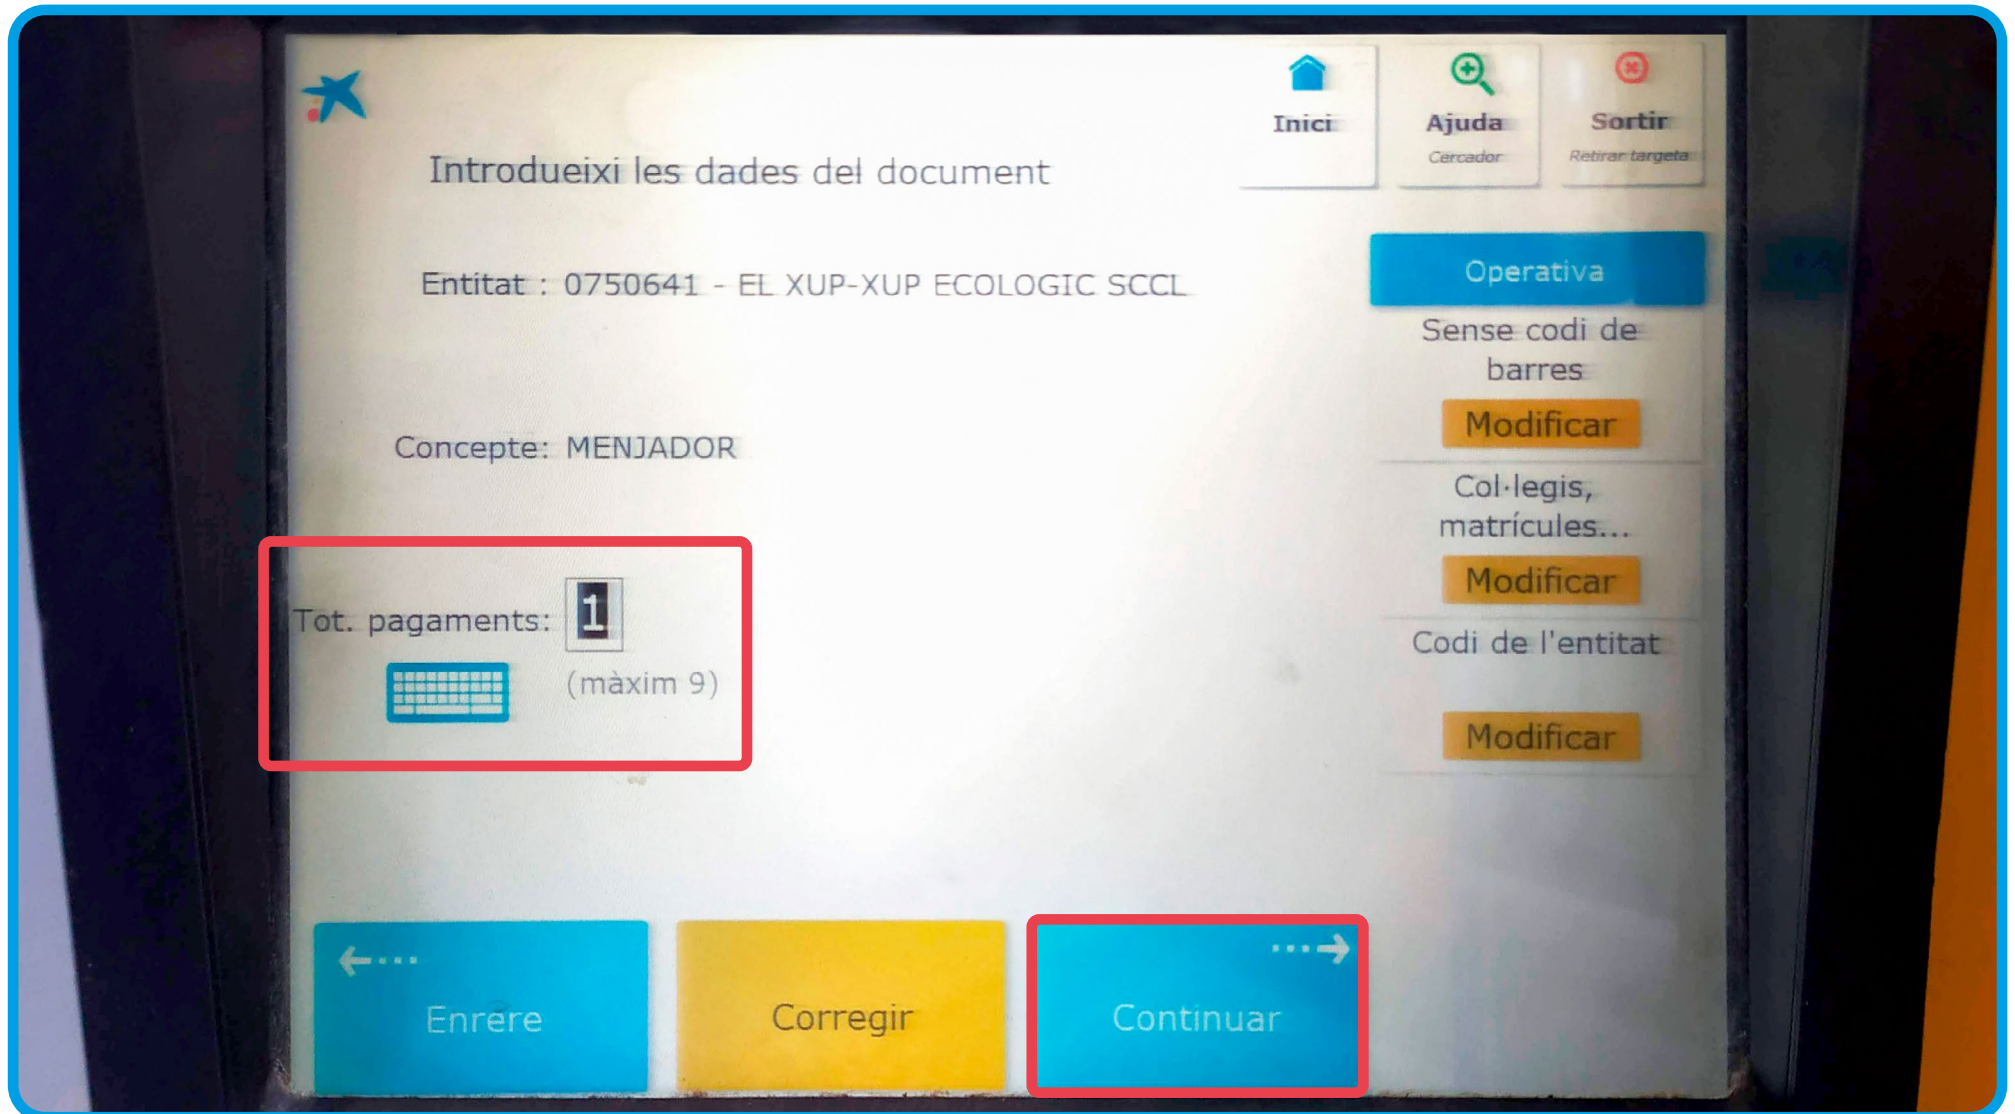 Inici
Ajuda
Cercador
Sortir
Retirar targeta
Introdueixi les dades del document
Entitat : 0750641 - EL XUP-XUP ECOLOGIC SCCL
Concepte: MENJADOR
Tot. pagaments: 1
(màxim 9)
Operativa
Sense codi de
barres
Modificar
Col·legis,
matrícules...
Modificar
Codi de l'entitat
Modificar
Enrere
Corregir
Continuar